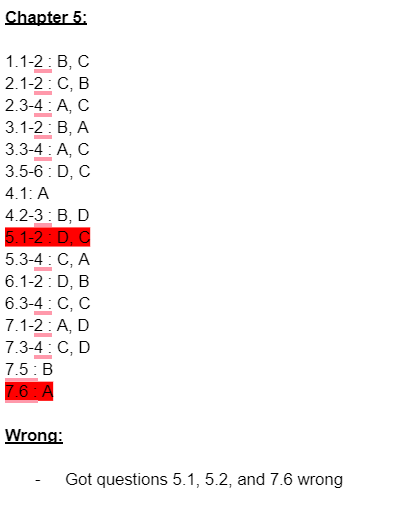 Chapter 5:
1.1-2 : B, C
2.1-2 : C, B
2.3-4 : A, C
3.1-2 : B, A
3.3-4 : A, C
3.5-6 : D, C
4.1: A
4.2-3 : B, D
5.1-2 : D, C
5.3-4 : C, A
6.1-2 : D, B
6.3-4 : C, C
7.1-2 : A, D
7.3-4 : C, D
7.5 : B
7.6 : A
Wrong:
- Got questions 5.1, 5.2, and 7.6 wrong